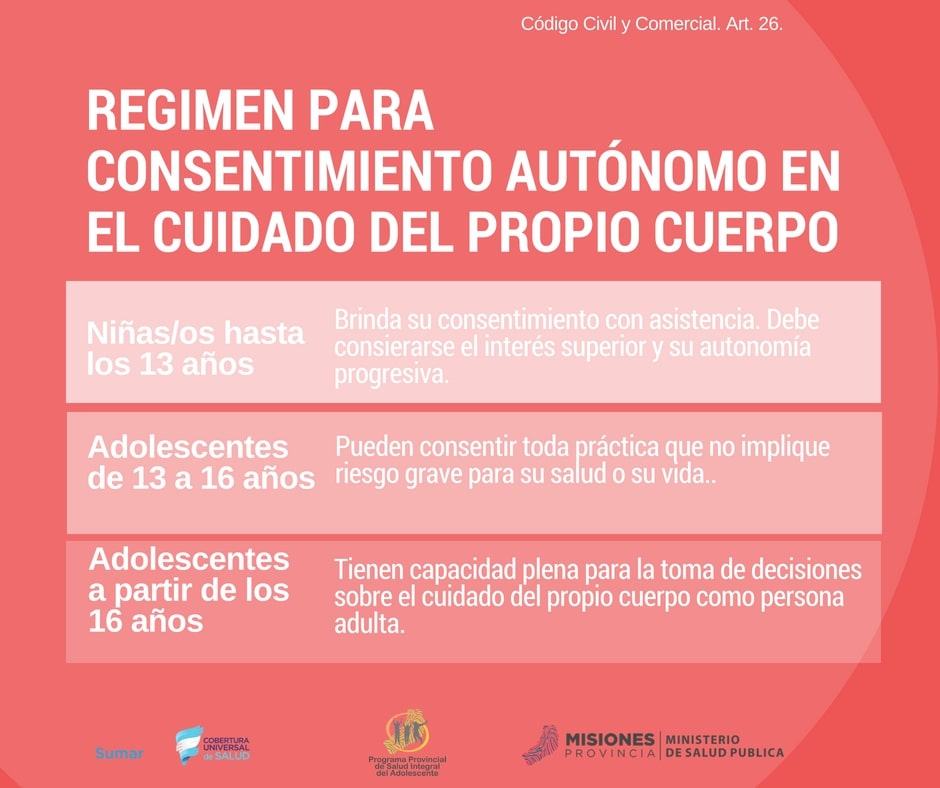 Código Civil y Comercial. Art. 26.
REGIMEN PARA
CONSENTIMIENTO AUTÓNOMO EN
EL CUIDADO DEL PROPIO CUERPO
Niñas/os hasta
los 13 años
Brinda su consentimiento con asistencia. Debe
consierarse el interés superior y su autonomía
progresiva.
Adolescentes
de 13 a 16 años
Pueden consentir toda práctica que no implique
riesgo grave para su salud o su vida..
Adolescentes
a partir de los
16 años
Tienen capacidad plena para la toma de decisiones
sobre el cuidado del propio cuerpo como persona
adulta.
Sumar
COBERTURA
UNIVERSAL
de SALUD
Programa Provincial
de Salud Integral
del Adolescente
MISIONES
PROVINCIA
MINISTERIO
DE SALUD PUBLICA